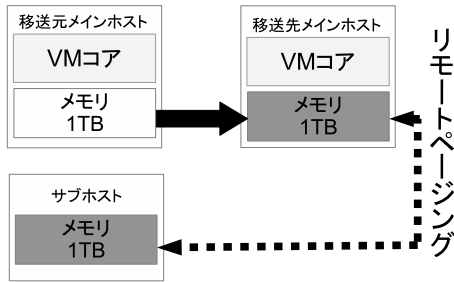 移送元メインホスト
VMコア
メモリ
1TB
移送先メインホスト
VMコア
メモリ
1TB
リモートページング
サブホスト
メモリ
1TB